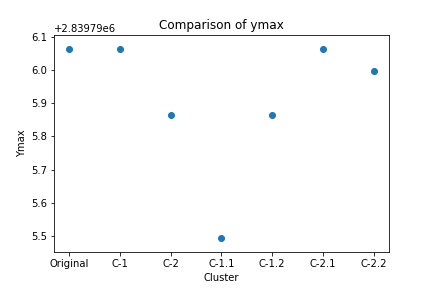 Comparison of ymax
+2.83979e6
6.1
6.0
5.9
5.8
5.7
5.6
5.5
Ymax
Original C-1 C-2 C-1.1 C-1.2 C-2.1 C-2.2
Cluster